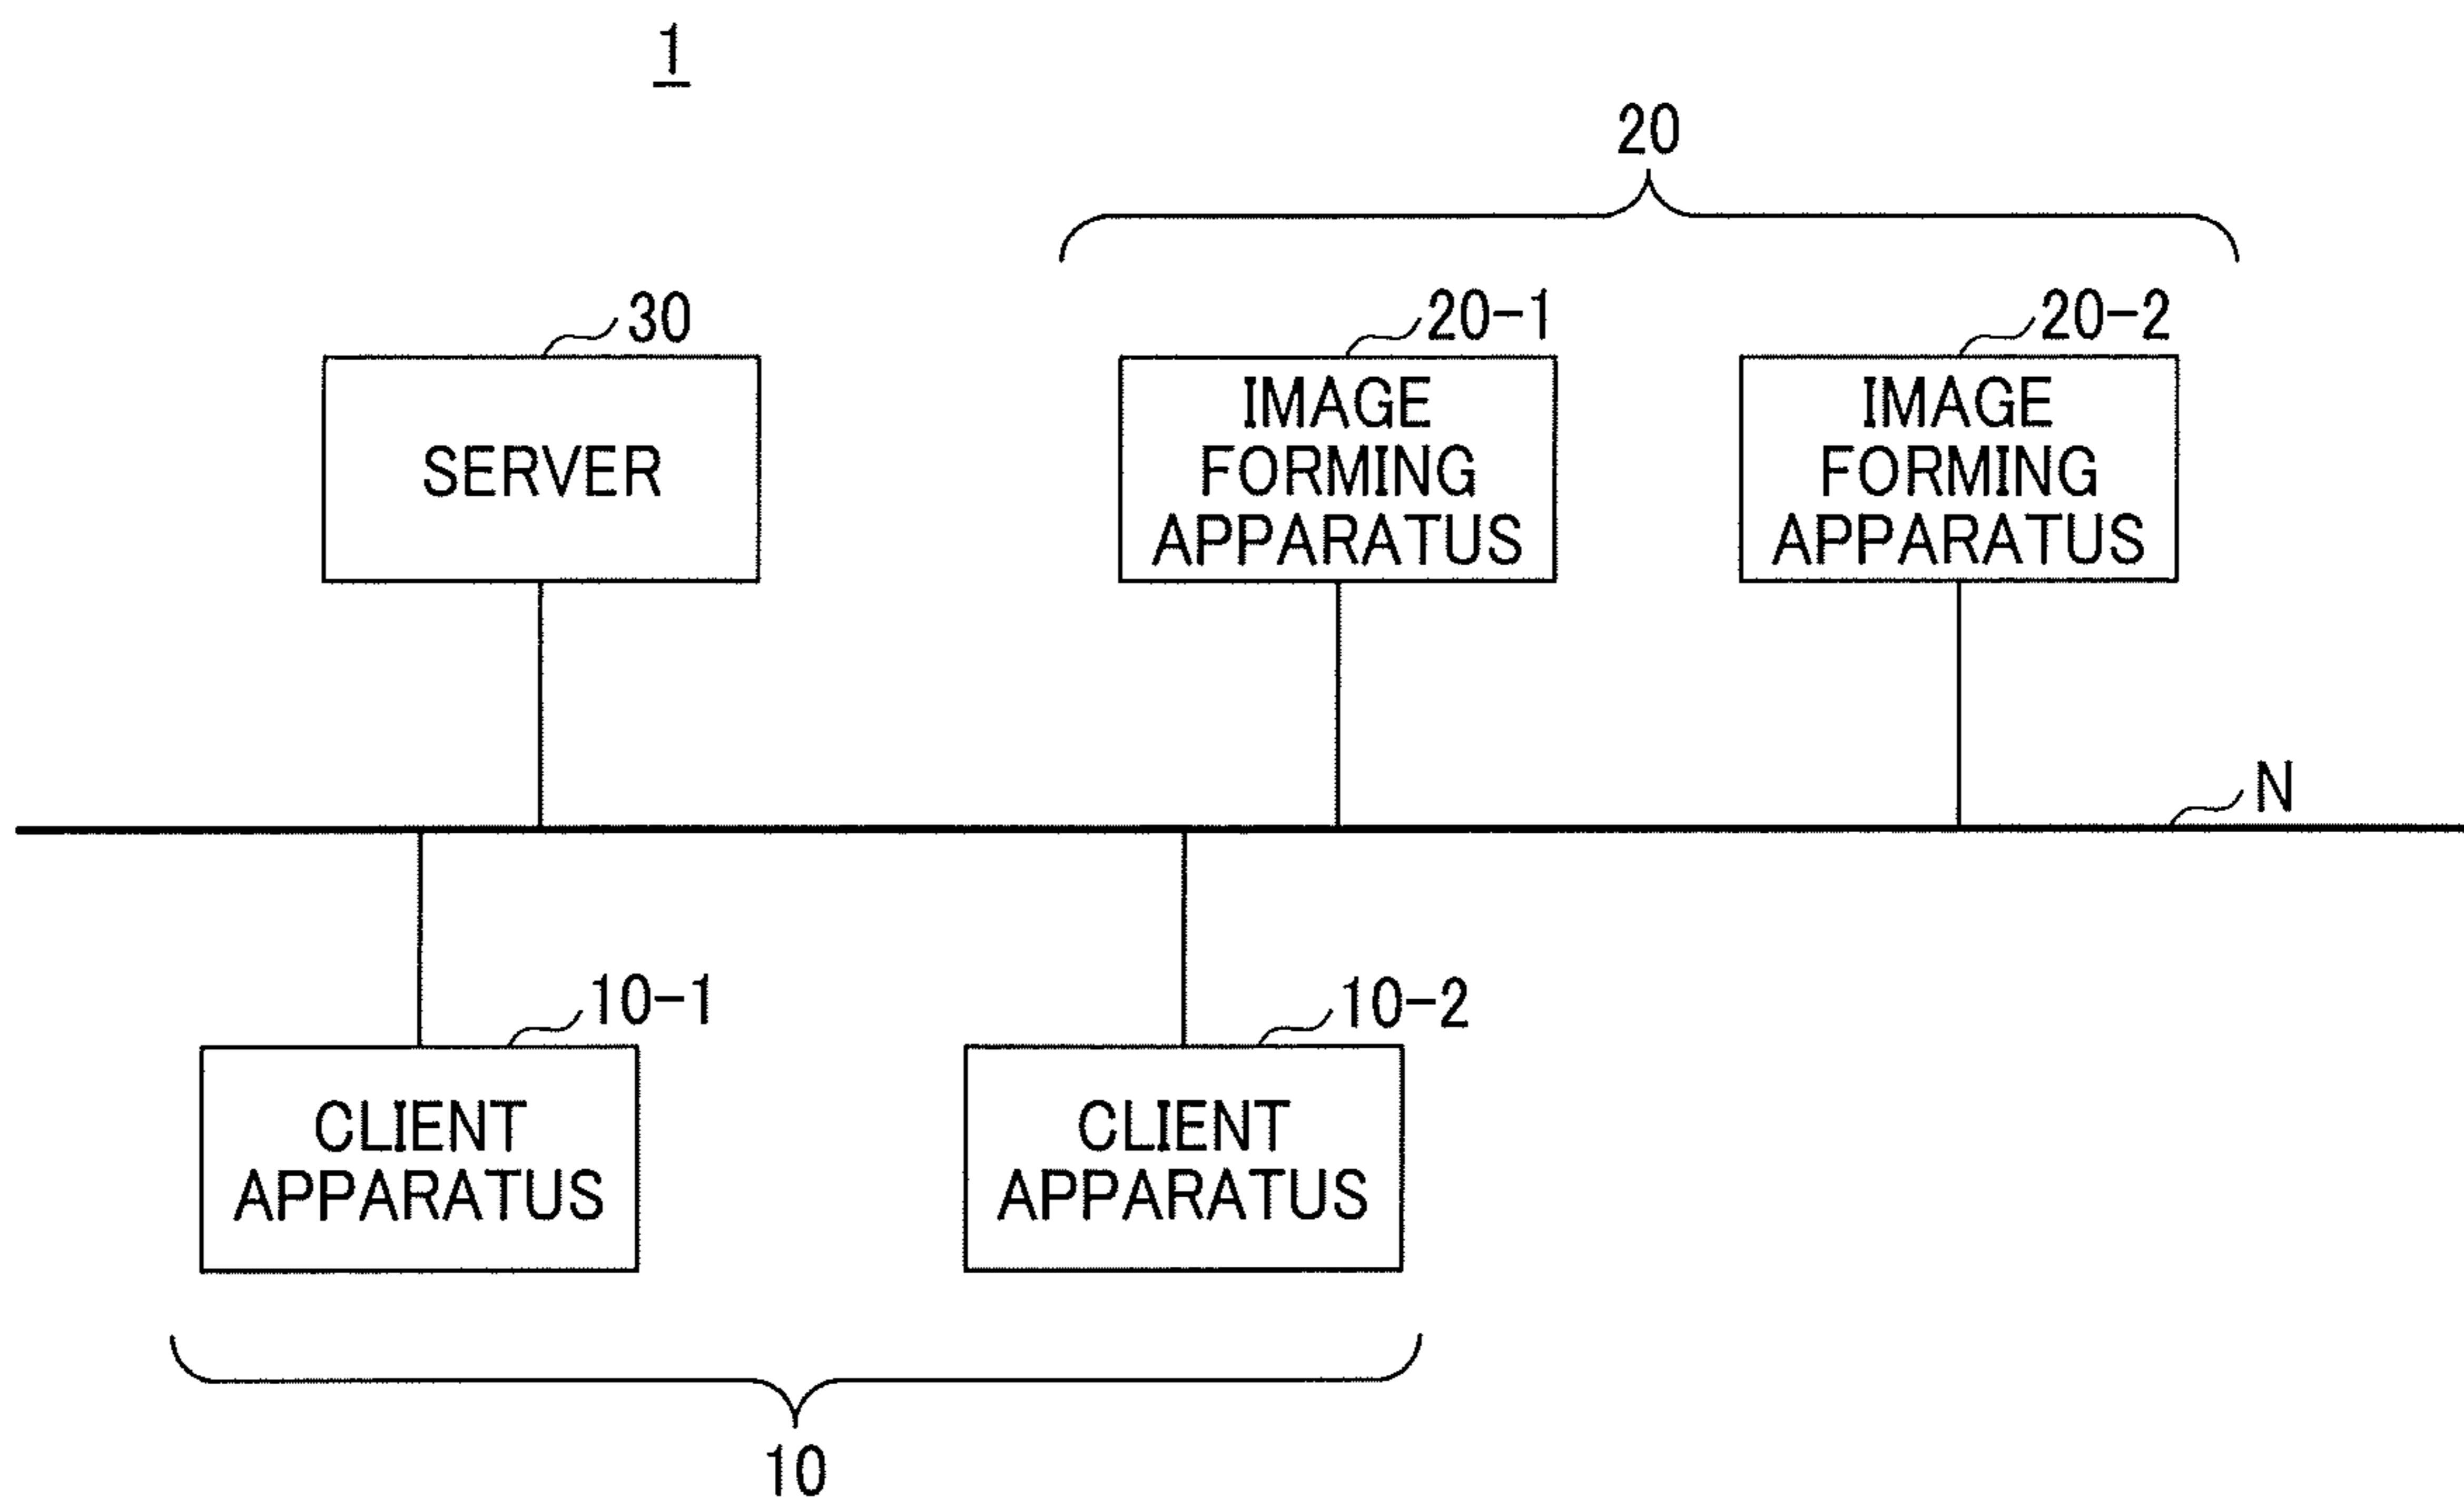 1
20
30
20-1
20-2
SERVER
IMAGE
FORMING
APPARATUS
IMAGE
FORMING
APPARATUS
N
10-1
10-2
CLIENT
APPARATUS
CLIENT
APPARATUS
10